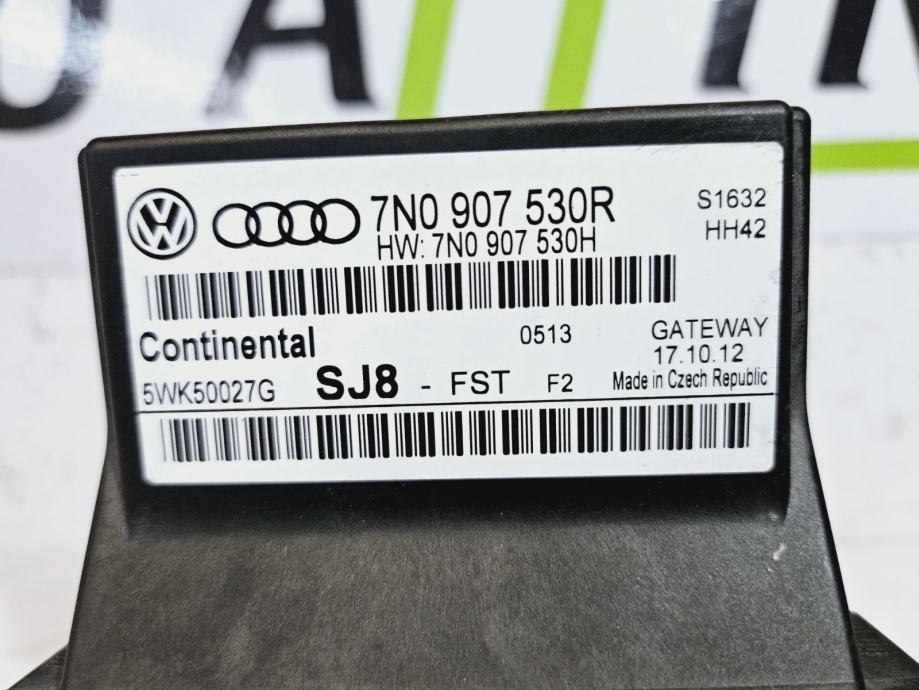 7N0 907 530R
S1632
HW: 7N0 907 530H
HH42
Continental
0513
GATEWAY
17.10.12
5WK50027G SJ8 - FST F2 Made in Czech Republic